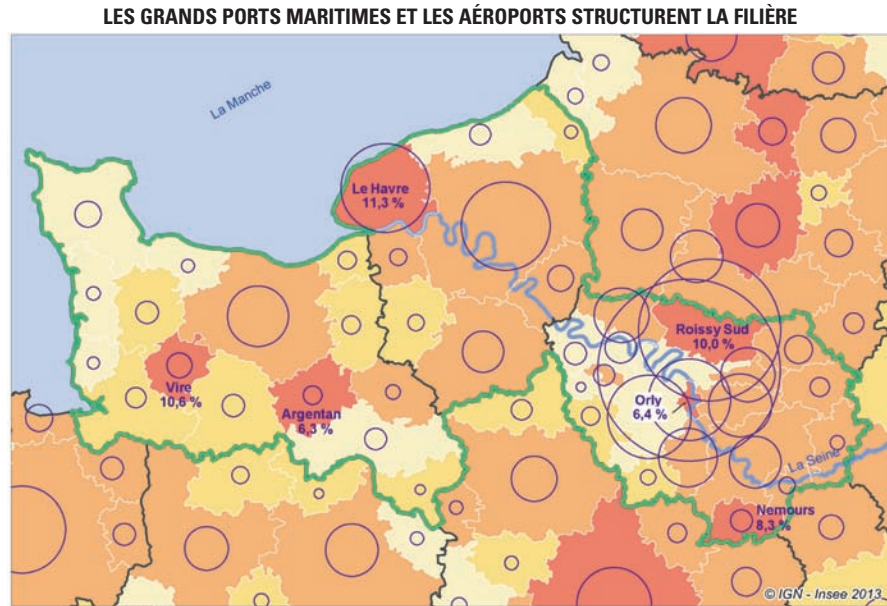 LES GRANDS PORTS MARITIMES ET LES AÉROPORTS STRUCTURENT LA FILIÈRE
La Manche
Le Havre
11,3 %
Roissy Sud
10,0 %
Vire
10,6 %
Argentan
6,3 %
Orly
6,4 %
La Seine
Nemours
8,3 %
© IGN - Insee 2013